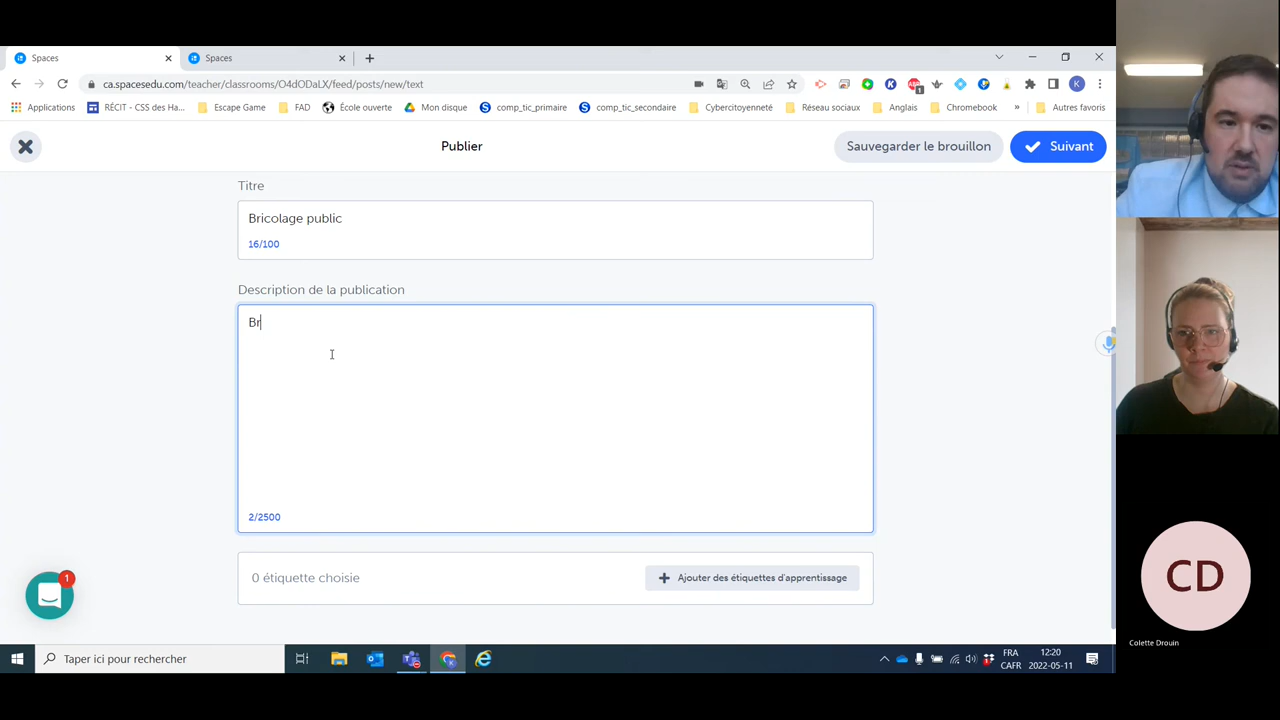 Spaces
Spaces
ca.spacesedu.com/teacher/classrooms/O4dODaLX/feed/posts/new/text
Applications
RÉCIT - CSS des Ha...
Escape Game
FAD
École ouverte
Mon disque
comp_tic_primaire
comp_tic_secondaire
Cybercitoyenneté
Réseau sociaux
Anglais
Chromebook
»
Autres favoris
Publier
Sauvegarder le brouillon
Suivant
Titre
Bricolage public
16/100
Description de la publication
Br
2/2500
0 étiquette choisie
Ajouter des étiquettes d'apprentissage
1
CD
Colette Drouin
Taper ici pour rechercher
FRA
CAFR
12:20
2022-05-11